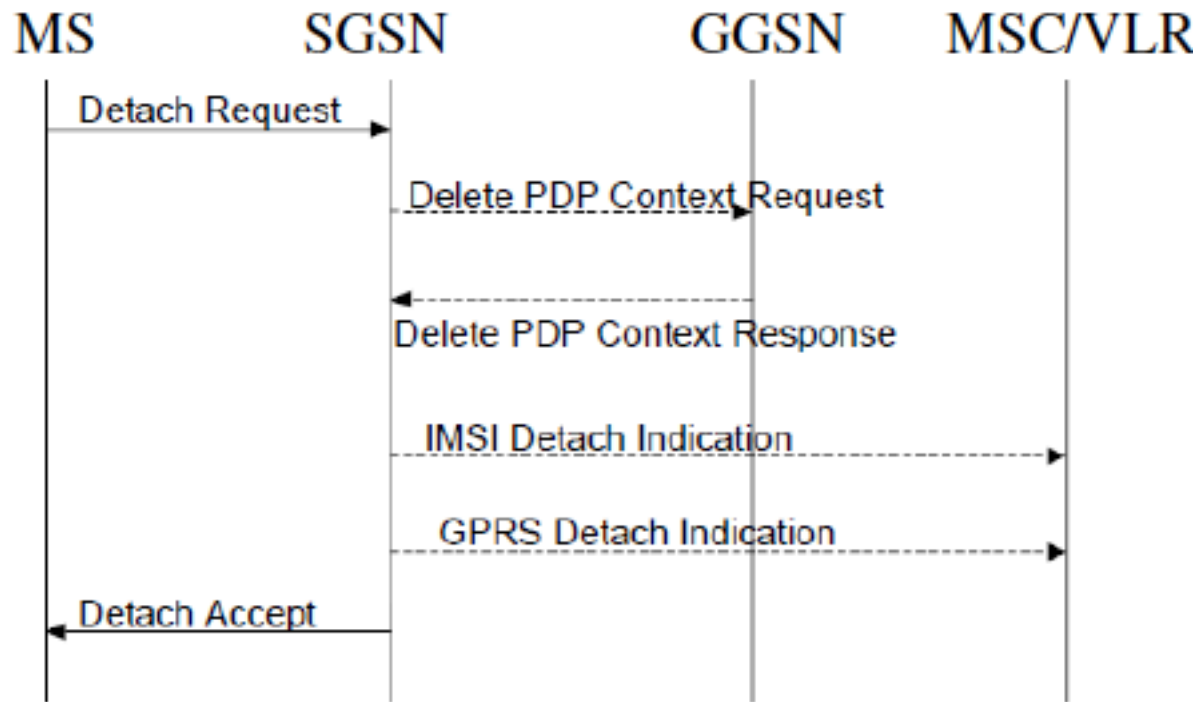 MS SGSN GGSN MSC/VLR
Detach Request
Delete PDP Context Request
Delete PDP Context Response
IMSI Detach Indication
GPRS Detach Indication
Detach Accept